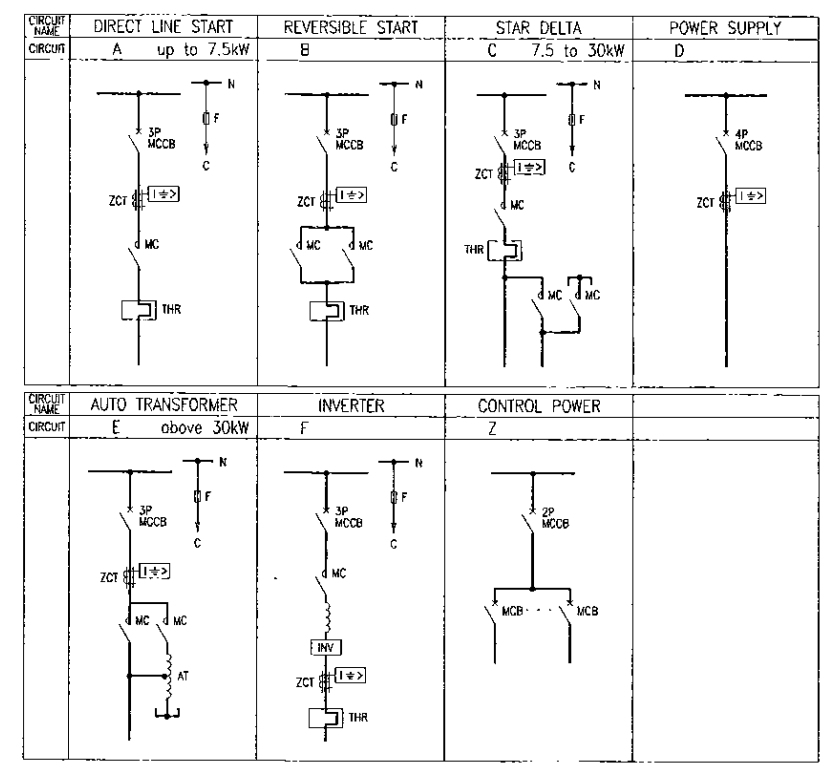 CIRCUIT NAME
DIRECT LINE START
REVERSIBLE START
STAR DELTA
POWER SUPPLY
CIRCUIT
A up to 7.5kW
B
C 7.5 to 30kW
D
N
F
C
3P
MCCB
ZCT
I ⏚ >
MC
THR
N
F
C
3P
MCCB
ZCT
I ⏚ >
MC
MC
THR
N
F
C
3P
MCCB
ZCT
I ⏚ >
MC
THR
MC
MC
4P
MCCB
ZCT
I ⏚ >
CIRCUIT NAME
AUTO TRANSFORMER
INVERTER
CONTROL POWER
CIRCUIT
E above 30kW
F
Z
N
F
C
3P
MCCB
ZCT
I ⏚ >
MC
MC
AT
N
F
C
3P
MCCB
MC
INV
ZCT
I ⏚ >
THR
2P
MCCB
MCB
MCB